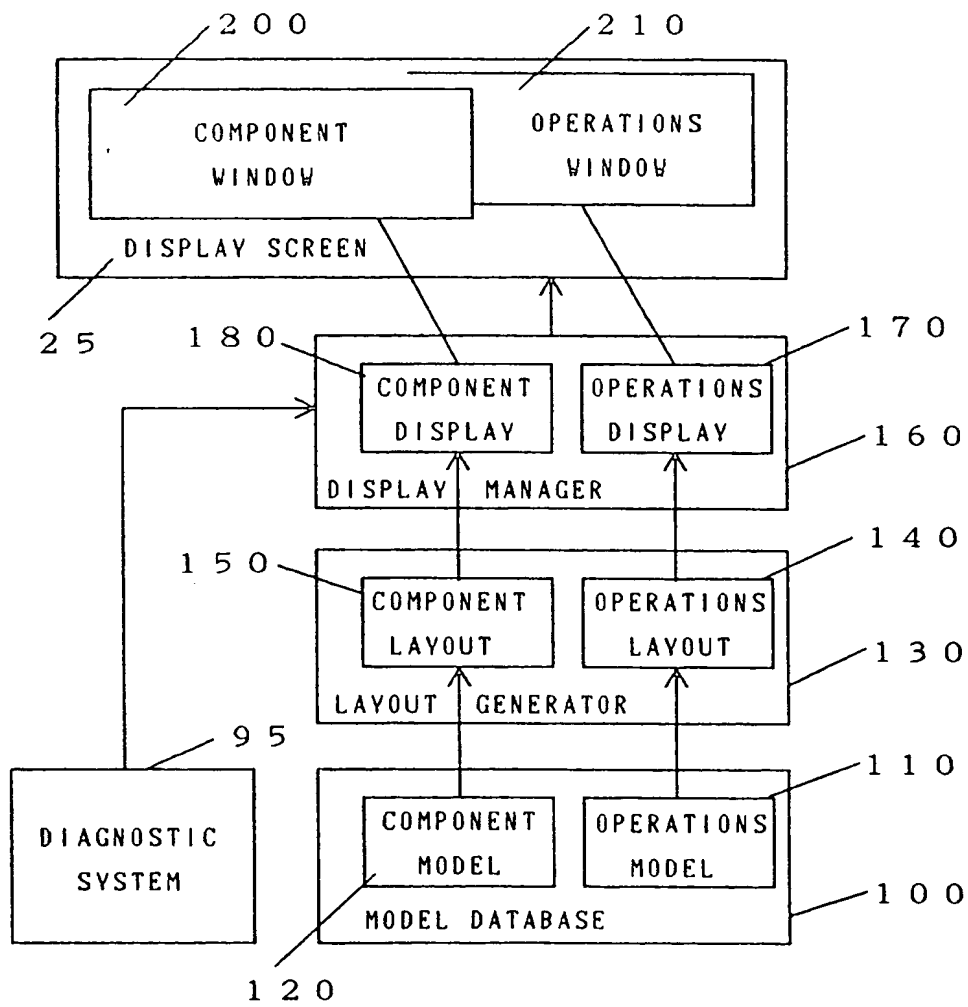 200
210
COMPONENT
WINDOW
OPERATIONS
WINDOW
DISPLAY SCREEN
25
180
170
COMPONENT
DISPLAY
OPERATIONS
DISPLAY
160
DISPLAY MANAGER
150
140
COMPONENT
LAYOUT
OPERATIONS
LAYOUT
130
LAYOUT GENERATOR
95
110
DIAGNOSTIC
SYSTEM
COMPONENT
MODEL
OPERATIONS
MODEL
100
MODEL DATABASE
120